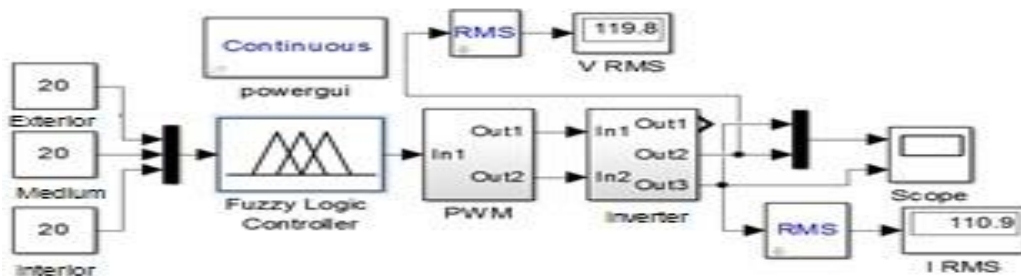 20
Exterior
20
Medium
20
Interior
Continuous
powergui
Fuzzy Logic
Controller
In1
Out1
Out2
PWM
In1
In2
Out1
Out2
Out3
Inverter
RMS
119.8
V RMS
Scope
RMS
110.9
I RMS